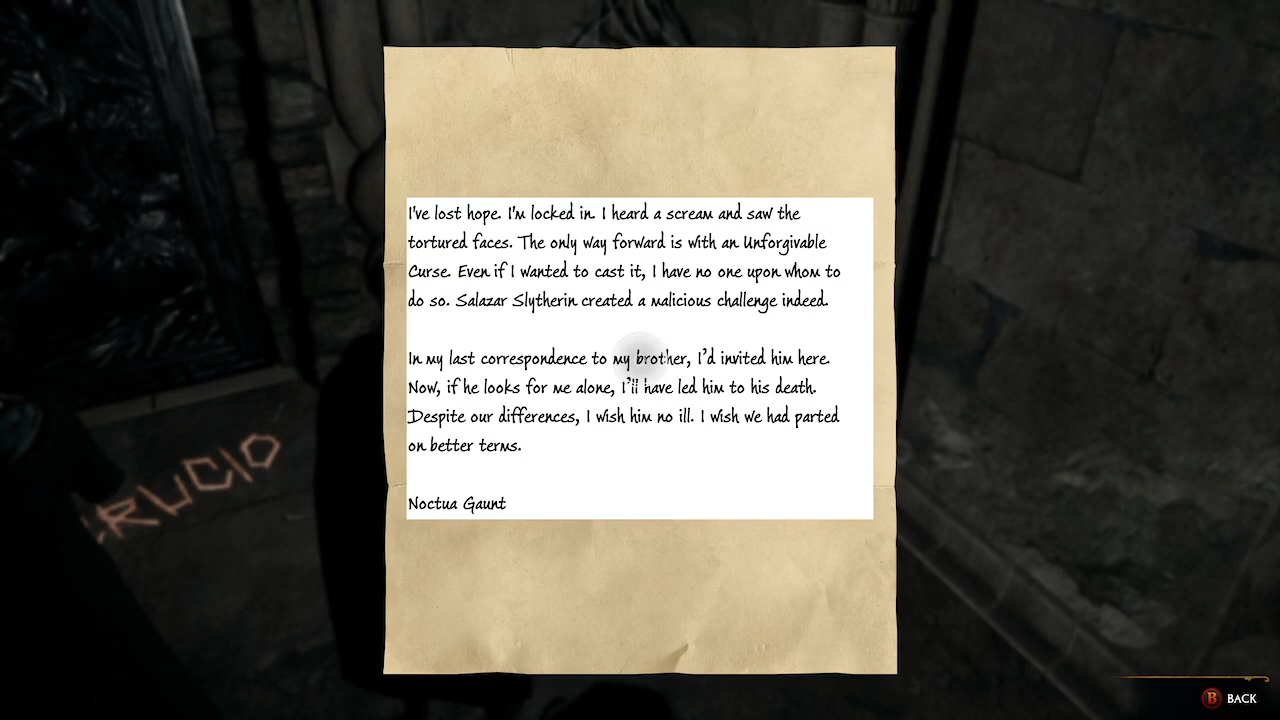 I've lost hope. I'm locked in. I heard a scream and saw the
tortured faces. The only way forward is with an Unforgivable
Curse. Even if I wanted to cast it, I have no one upon whom to
do so. Salazar Slytherin created a malicious challenge indeed.
In my last correspondence to my brother, I'd invited him here.
Now, if he looks for me alone, I'll have led him to his death.
Despite our differences, I wish him no ill. I wish we had parted
on better terms.
Noctua Gaunt
CRUCIO
B BACK